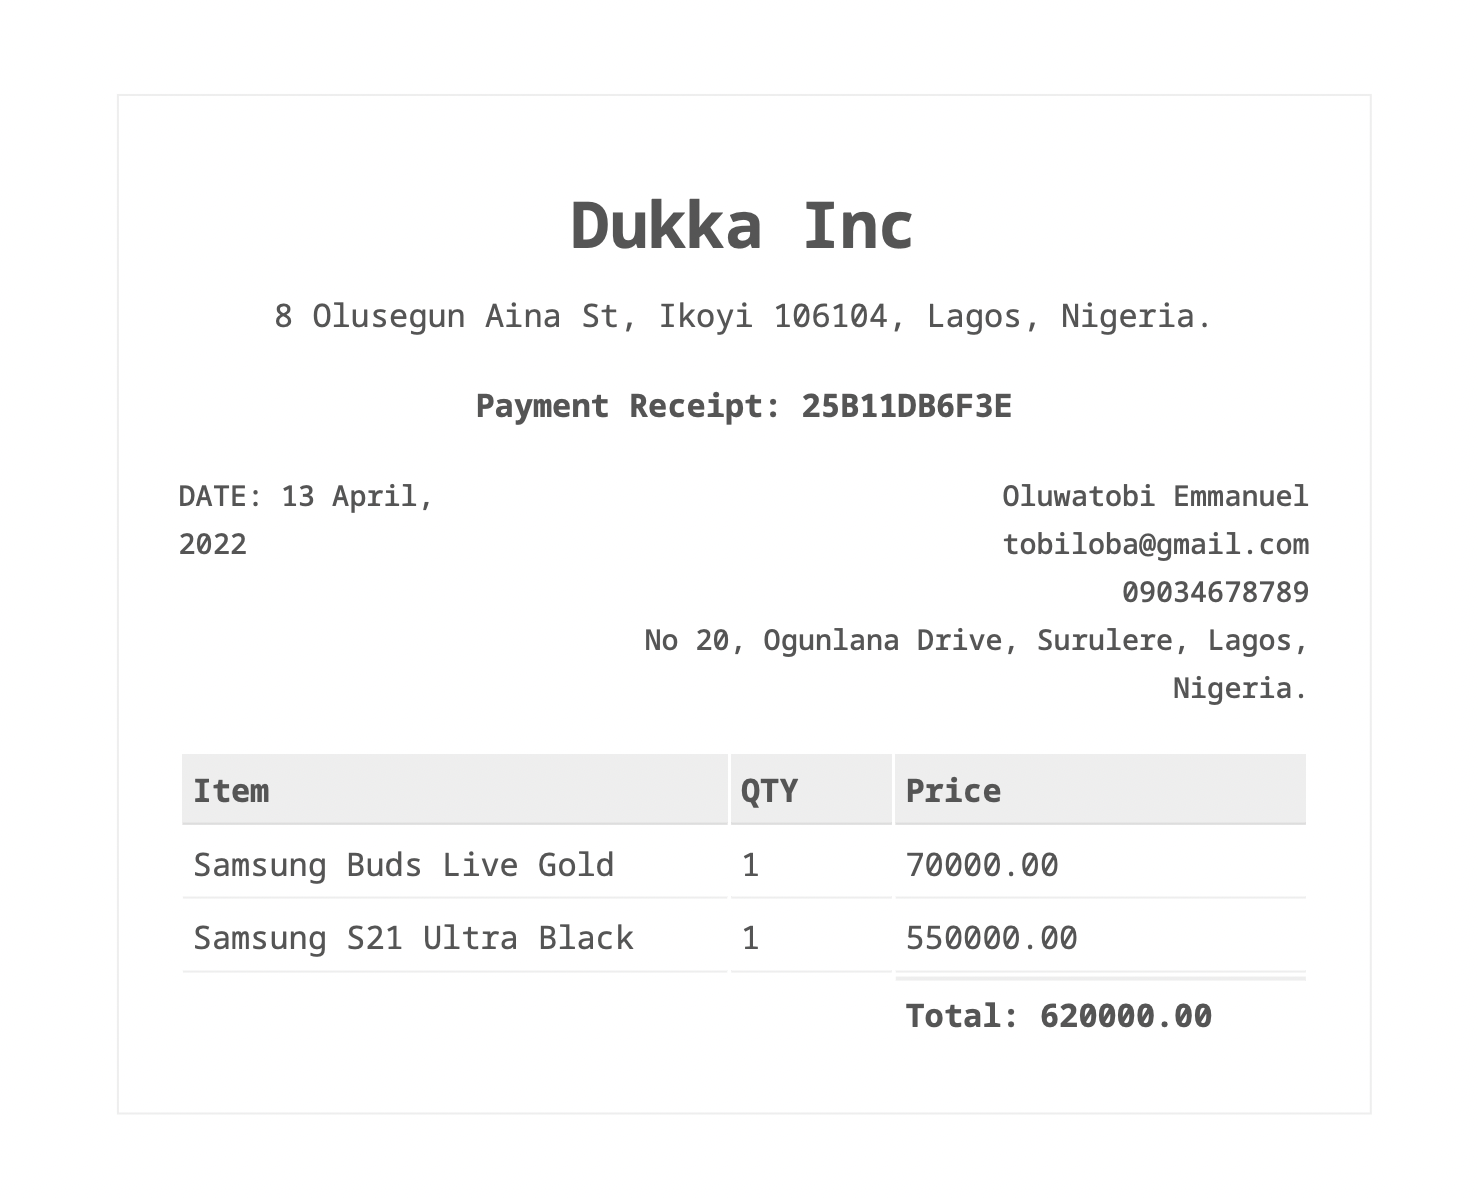 Dukka Inc
8 Olusegun Aina St, Ikoyi 106104, Lagos, Nigeria.
Payment Receipt: 25B11DB6F3E
DATE: 13 April,
2022
Oluwatobi Emmanuel
tobiloba@gmail.com
09034678789
No 20, Ogunlana Drive, Surulere, Lagos,
Nigeria.
Item QTY Price
Samsung Buds Live Gold 1 70000.00
Samsung S21 Ultra Black 1 550000.00
Total: 620000.00